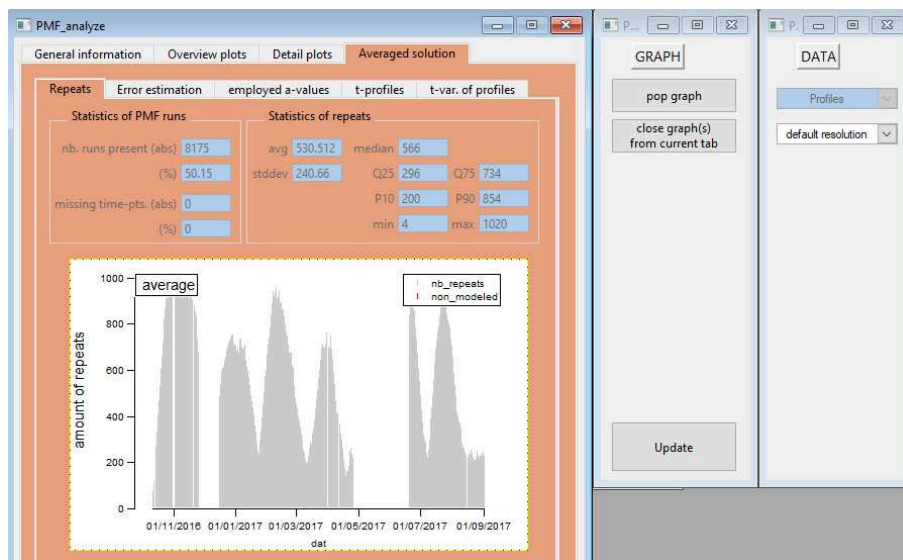 PMF_analyze
General information Overview plots Detail plots Averaged solution
Repeats Error estimation employed a-values t-profiles t-var. of profiles
Statistics of PMF runs
nb. runs present (abs) 8175
(%) 50.15
missing time-pts. (abs) 0
(%) 0
Statistics of repeats
avg 530.512 median 566
stddev 240.66 Q25 296 Q75 734
P10 200 P90 854
min 4 max 1020
average
nb_repeats
non_modeled
amount of repeats
1000
800
600
400
200
0
01/11/2016 01/01/2017 01/03/2017 01/05/2017 01/07/2017 01/09/2017
dat
P...
GRAPH
pop graph
close graph(s)
from current tab
Update
P.
DATA
Profiles
default resolution